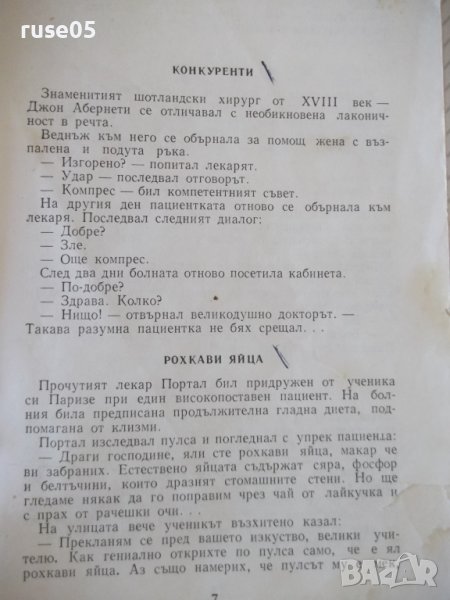 ruse05
КОНКУРЕНТИ
Знаменитият шотландски хирург от XVIII век —
Джон Абернети се отличавал с необикновена лаконич-
ност в речта.
Веднъж към него се обърнала за помощ жена с въз-
палена и подута ръка.
— Изгорено? — попитал лекарят.
— Удар — последвал отговорът.
— Компрес — бил компетентният съвет.
На другия ден пациентката отново се обърнала към
лекаря. Последвал следният диалог:
— Добре?
— Зле.
— Още компрес.
След два дни болната отново посетила кабинета.
— По-добре?
— Здрава. Колко?
— Нищо! — отвърнал великодушно докторът. —
Такава разумна пациентка не бях срещал. . .
РОХКАВИ ЯЙЦА
Прочутият лекар Портал бил придружен от ученика
си Паризе при един високопоставен пациент. На бол-
ния била предписана продължителна гладна диета, под-
помагана от клизми.
Портал изследвал пулса и погледнал с упрек пациента:
— Драги господине, яли сте рохкави яйца, макар че
ви забраних. Естествено яйцата съдържат сяра, фосфор
и белтъчини, които дразнят стомашните стени. Но ще
гледаме някак да го поправим чрез чай от лайкучка и
с прах от рачешки очи. . .
На улицата вече ученикът възхитено казал:
— Прекланям се пред вашето изкуство, велики учи-
телю. Как гениално открихте по пулса само, че е ял
рохкави яйца. Аз също намерих, че пулсът му
7
BAZAR